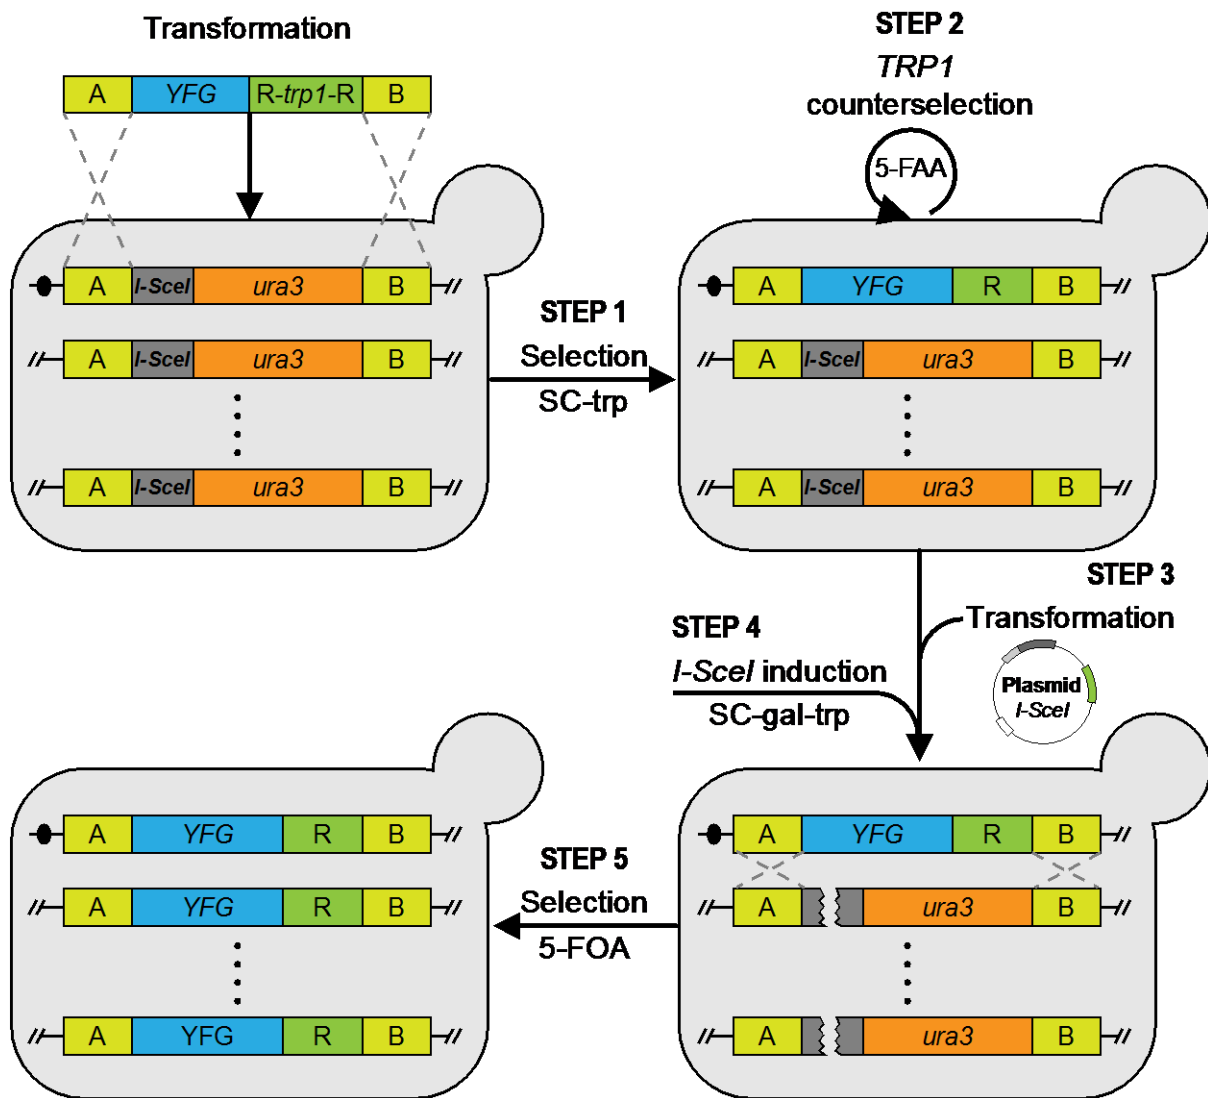 Transformation
A YFG R-trp1-R B
A I-SceI ura3 B
A I-SceI ura3 B
A I-SceI ura3 B
STEP 1
Selection
SC-trp
STEP 2
TRP1
counterselection
5-FAA
A YFG R B
A I-SceI ura3 B
A I-SceI ura3 B
STEP 3
Transformation
Plasmid
I-SceI
STEP 4
I-SceI induction
SC-gal-trp
A YFG R B
A ura3 B
A ura3 B
STEP 5
Selection
5-FOA
A YFG R B
A YFG R B
A YFG R B